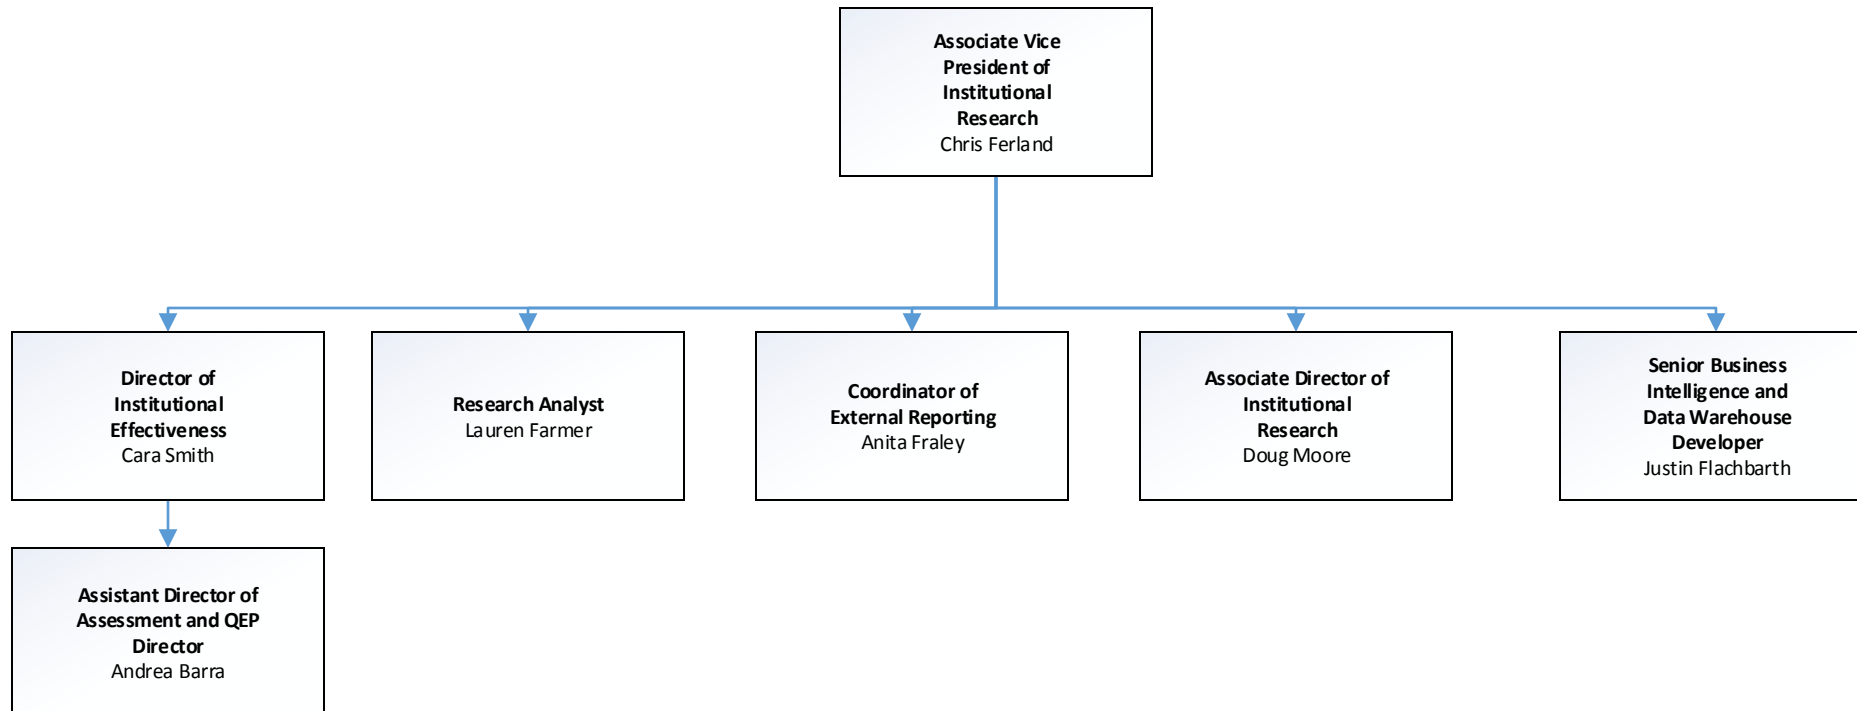 Associate Vice
President of
Institutional
Research
Chris Ferland
Director of
Institutional
Effectiveness
Cara Smith
Research Analyst
Lauren Farmer
Coordinator of
External Reporting
Anita Fraley
Associate Director of
Institutional
Research
Doug Moore
Senior Business
Intelligence and
Data Warehouse
Developer
Justin Flachbarth
Assistant Director of
Assessment and QEP
Director
Andrea Barra